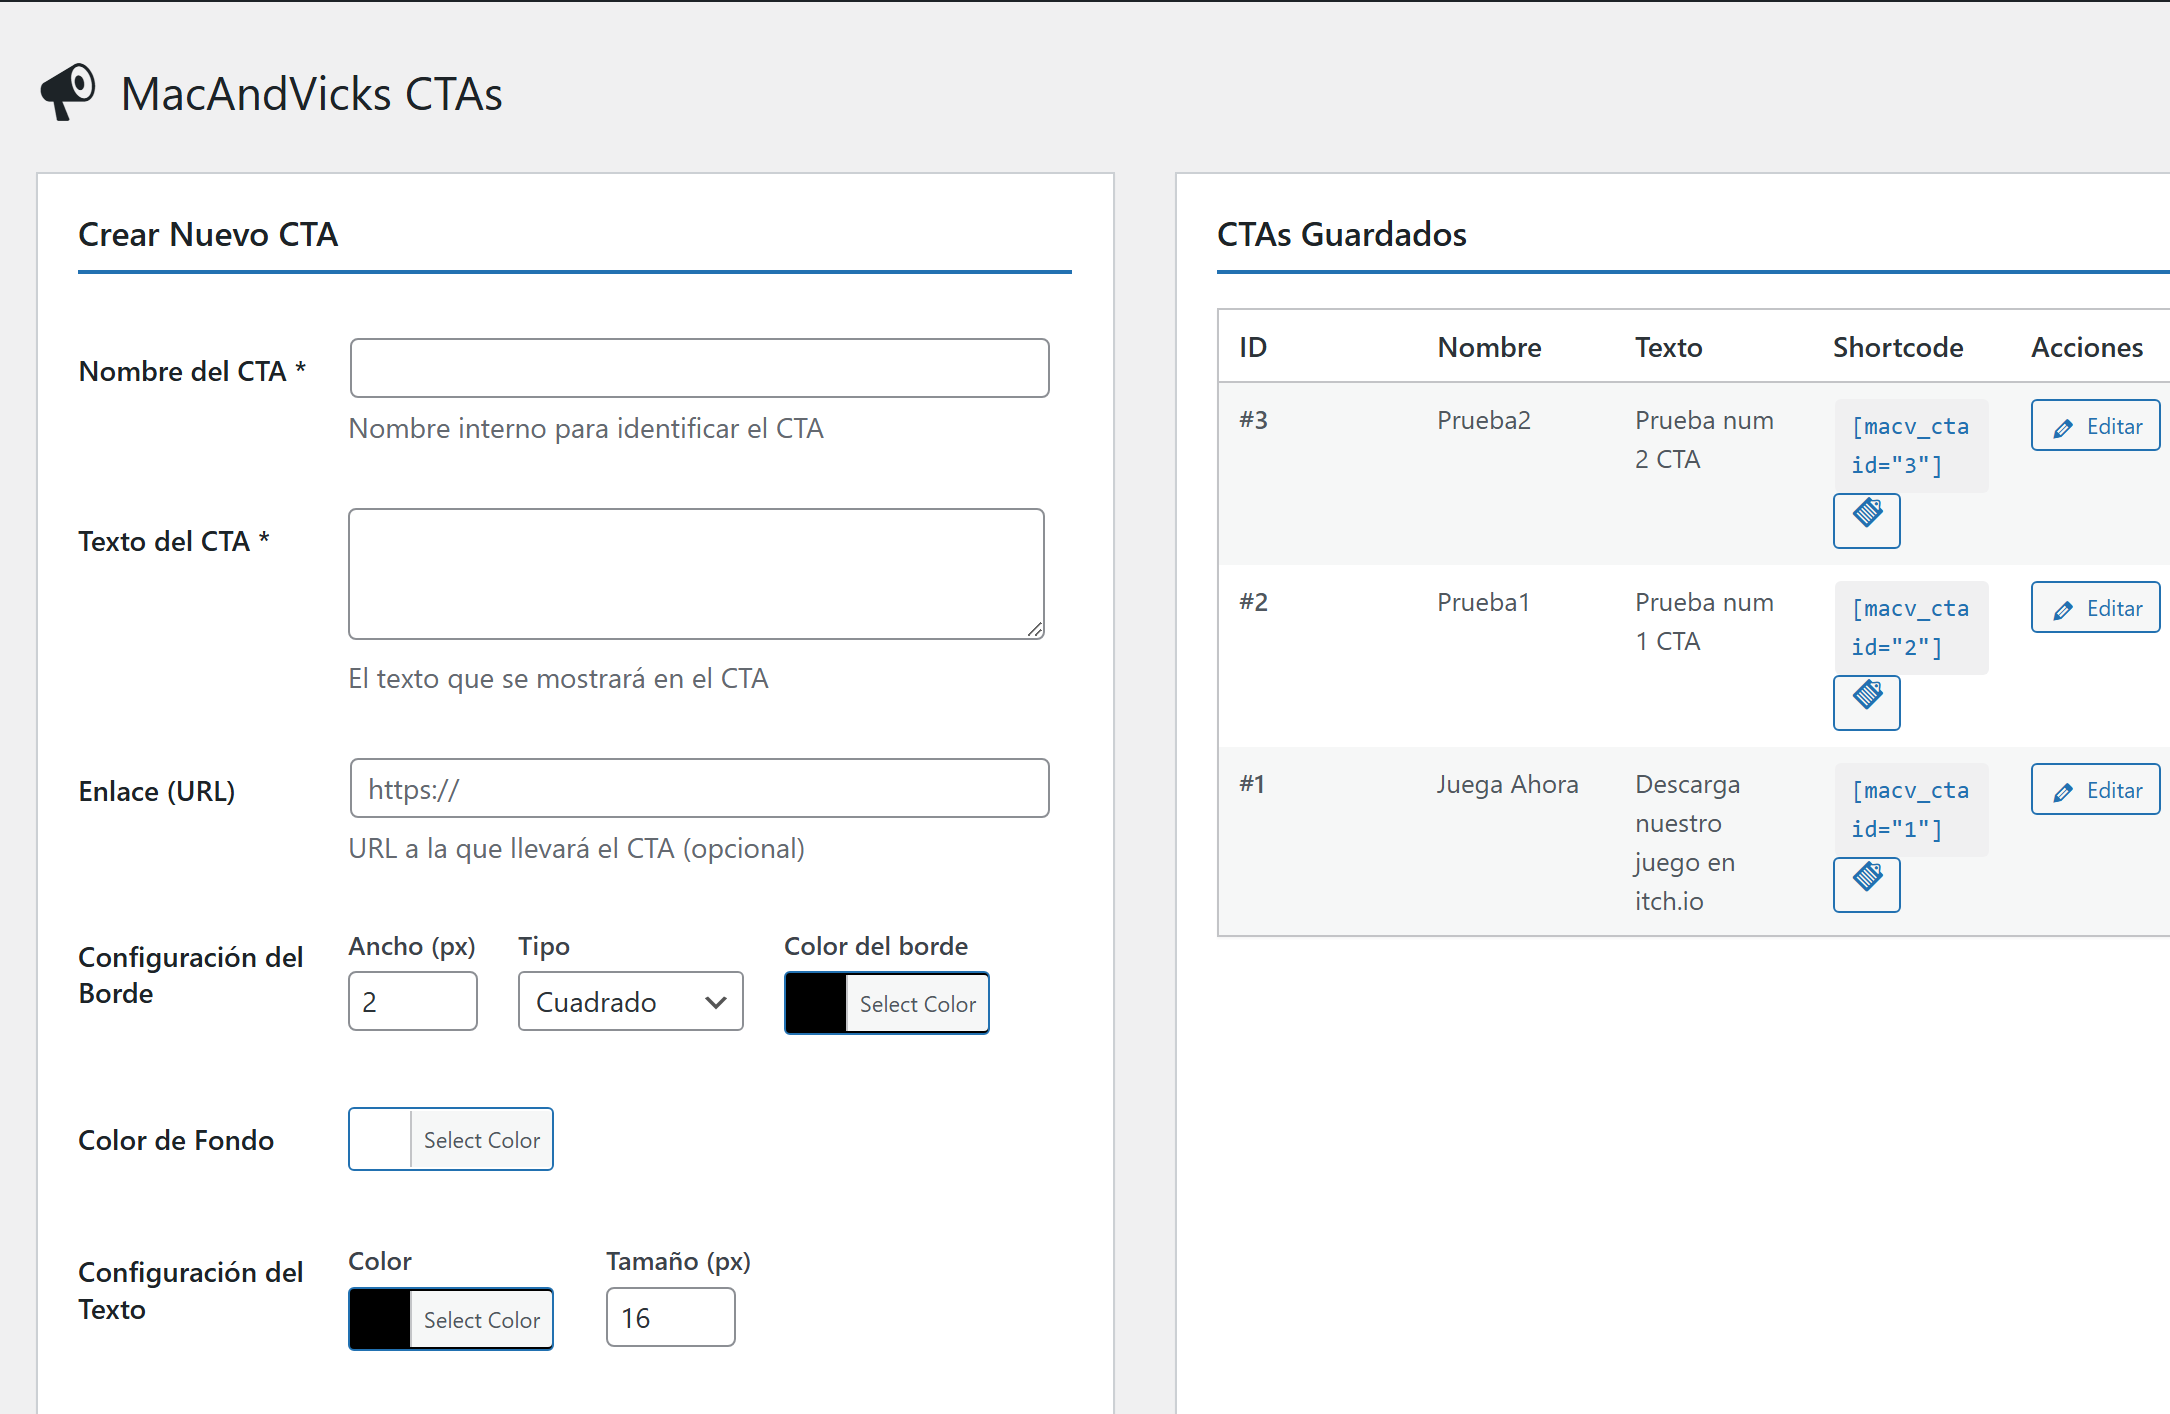 MacAndVicks CTAs
Crear Nuevo CTA
Nombre del CTA *
Nombre interno para identificar el CTA
Texto del CTA *
El texto que se mostrará en el CTA
Enlace (URL)
https://
URL a la que llevará el CTA (opcional)
Configuración del
Borde
Ancho (px)
Tipo
Color del borde
2
Cuadrado
Select Color
Color de Fondo
Select Color
Configuración del
Texto
Color
Tamaño (px)
Select Color
16
CTAs Guardados
ID
Nombre
Texto
Shortcode
Acciones
#3
Prueba2
Prueba num
2 CTA
[macv_cta
id="3"]
Editar
#2
Prueba1
Prueba num
1 CTA
[macv_cta
id="2"]
Editar
#1
Juega Ahora
Descarga
nuestro
juego en
itch.io
[macv_cta
id="1"]
Editar